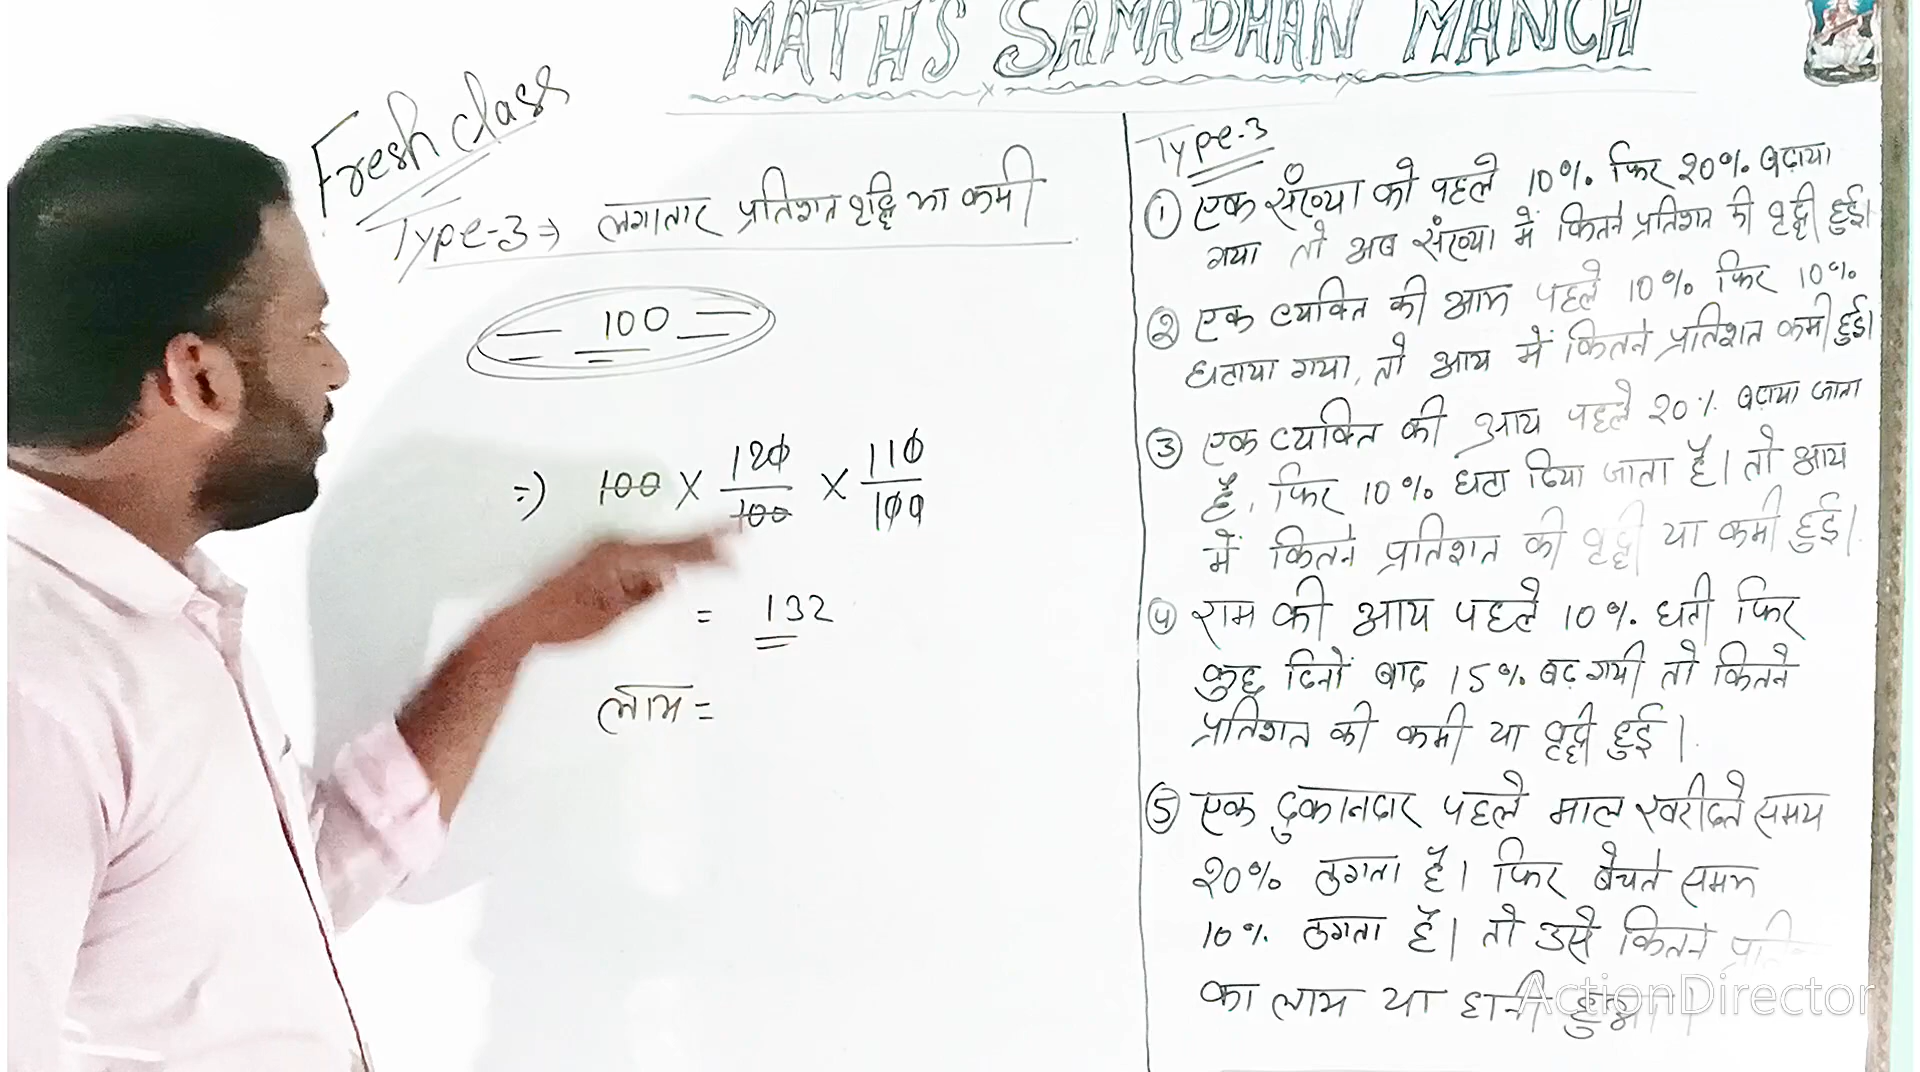 MATH'S SAMADHAN MANCH
Fresh class
Type-3 ⇒ लगातार प्रतिशत वृद्धि या कमी
100
⇒) 100 × 120/100 × 110/100
= 132
लाभ =
Type-3
① एक संख्या को पहले 10% फिर 20% बढ़ाया
गया तो अब संख्या में कितने प्रतिशत की वृद्धी हुई।
② एक व्यक्ति की आय पहले 10% फिर 10%
घटाया गया, तो आय में कितने प्रतिशत कमी हुई।
③ एक व्यक्ति की आय पहले 20% बढ़ाया जाता
है, फिर 10% घटा दिया जाता है। तो आय
में कितने प्रतिशत की वृद्धी या कमी हुई।
④ राम की आय पहले 10% घटी फिर
कुछ दिनों बाद 15% बढ़ गयी तो कितने
प्रतिशत की कमी या वृद्धी हुई।
⑤ एक दुकानदार पहले माल खरीदते समय
20% ठगता है। फिर बेचते समय
10% ठगता है। तो उसे कितने
का लाभ या हानी हुआ।
ActionDirector